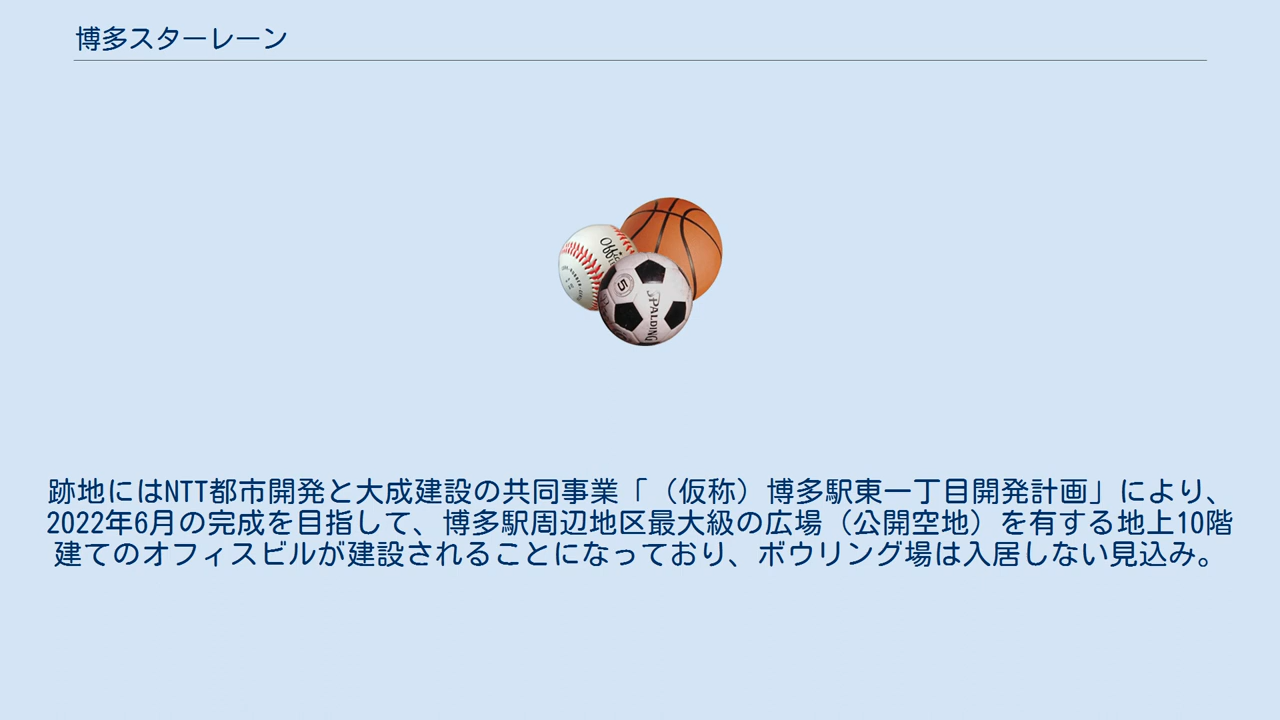 博多スターレーン
Offic
5
SPALDING
跡地にはNTT都市開発と大成建設の共同事業「（仮称）博多駅東一丁目開発計画」により、
2022年6月の完成を目指して、博多駅周辺地区最大級の広場（公開空地）を有する地上10階
建てのオフィスビルが建設されることになっており、ボウリング場は入居しない見込み。